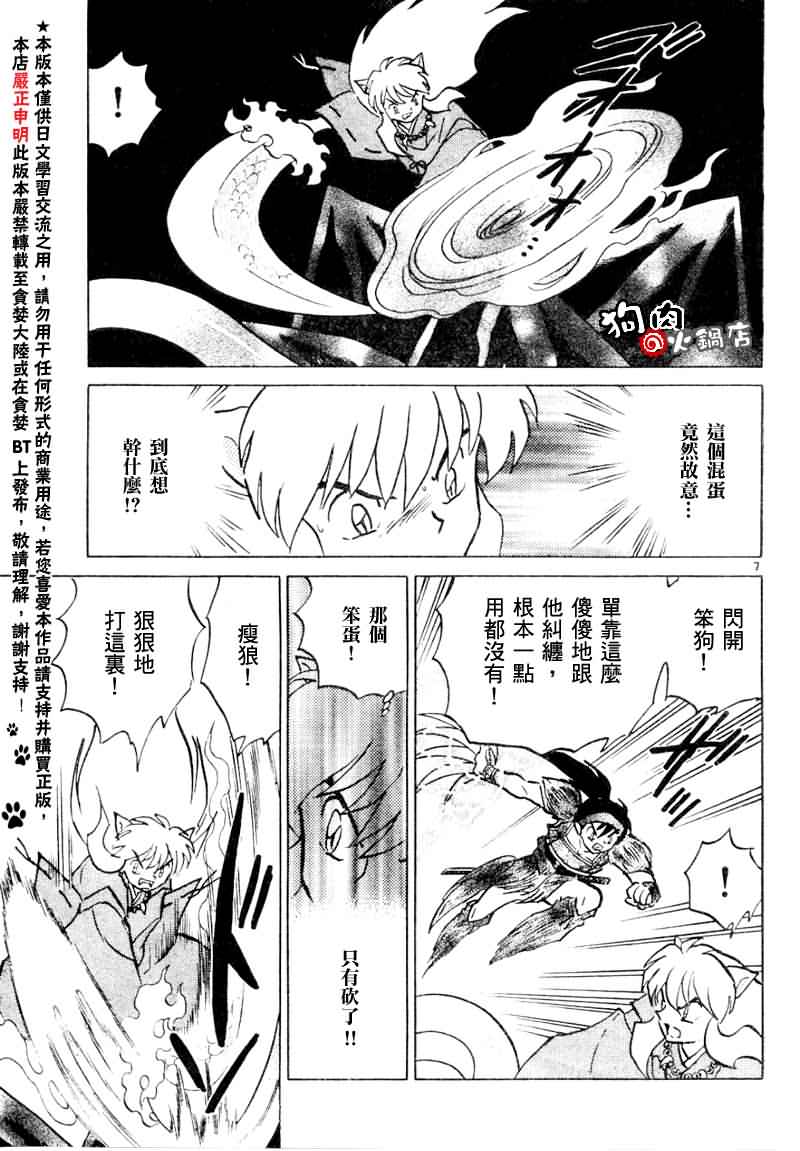 ★本版本僅供日文學習交流之用，請勿用于任何形式的商業用途，若您喜愛本作品請支持并購買正版，
本店嚴正申明此版本嚴禁轉載至貪婪大陸或在貪婪BT上發布，敬請理解，謝謝支持！
！
狗肉
火鍋店
這個混蛋
竟然故意…
到底想
幹什麼!?
7
閃開
笨狗！
單靠這麼
傻傻地跟
他糾纏，
根本一點
用都沒有！
！
那個
笨蛋！
只有砍了!!
瘦狼！
狠狠地
打這裏！